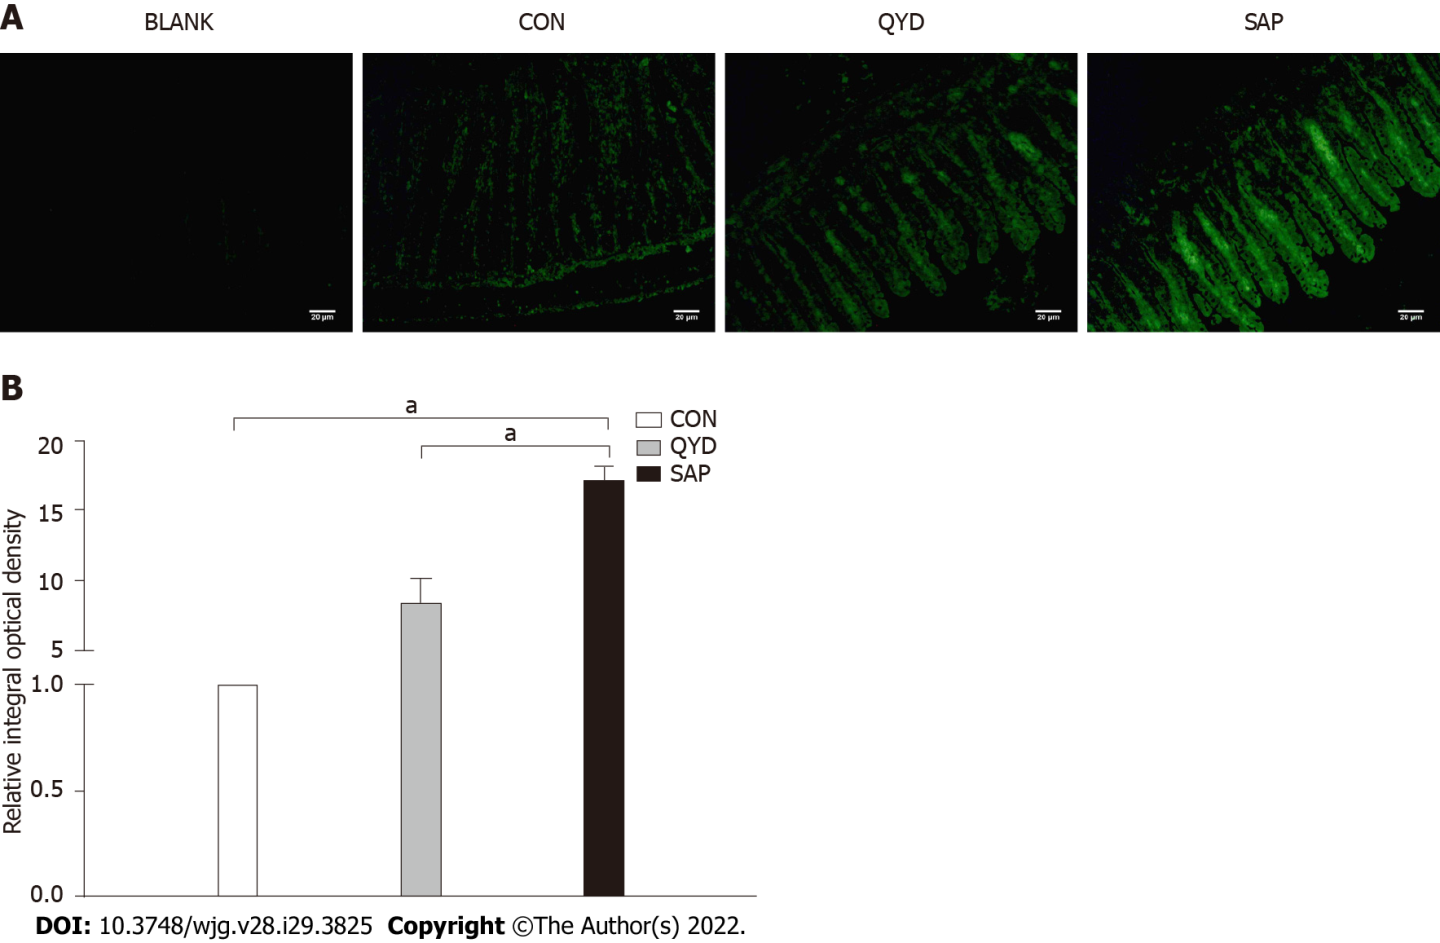 A
BLANK
CON
QYD
SAP
20 μm
20 μm
20 μm
20 μm
B
a
a
CON
QYD
SAP
Relative integral optical density
20
15
10
5
1.0
0.5
0.0
DOI: 10.3748/wjg.v28.i29.3825 Copyright ©The Author(s) 2022.